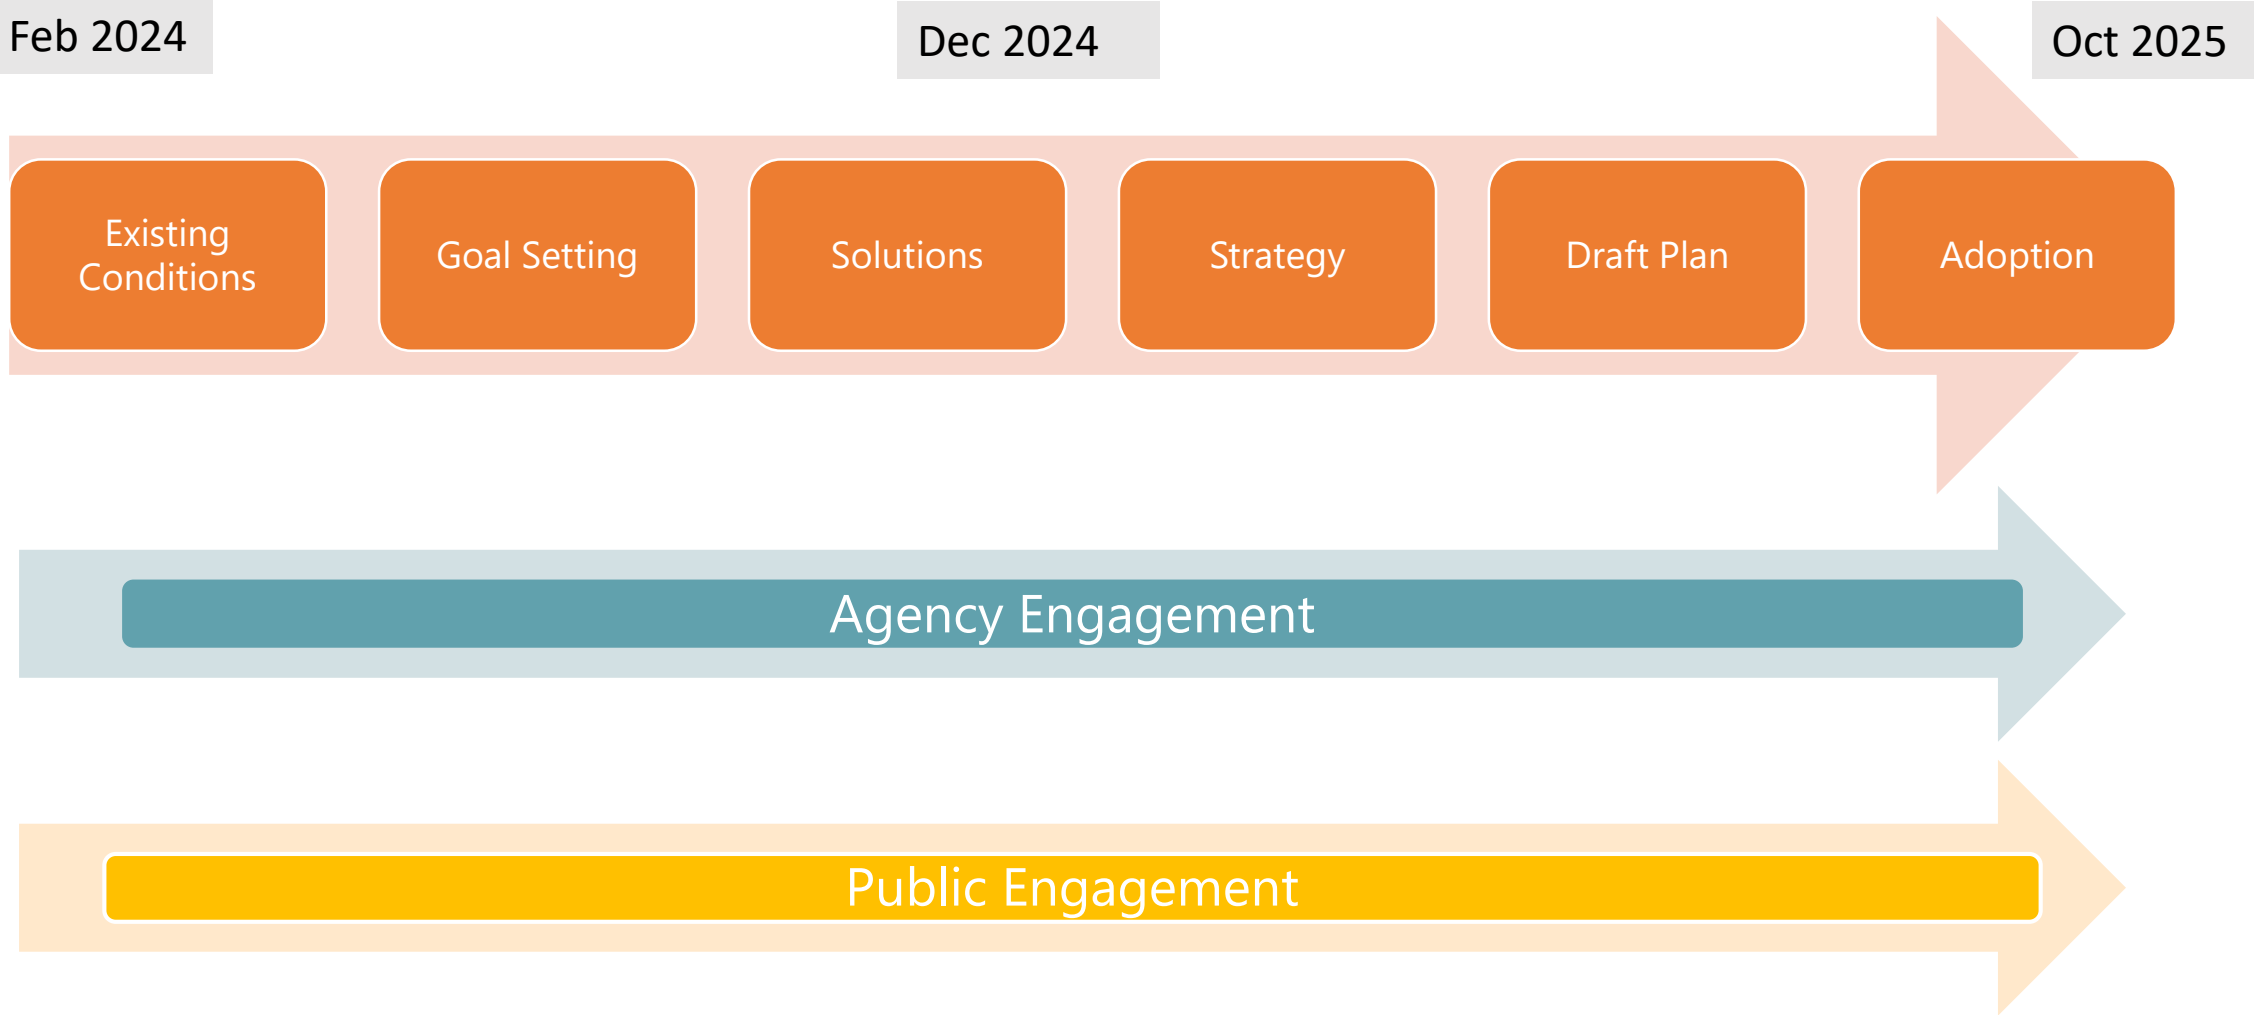 Feb 2024
Dec 2024
Oct 2025
Existing
Conditions
Goal Setting
Solutions
Strategy
Draft Plan
Adoption
Agency Engagement
Public Engagement